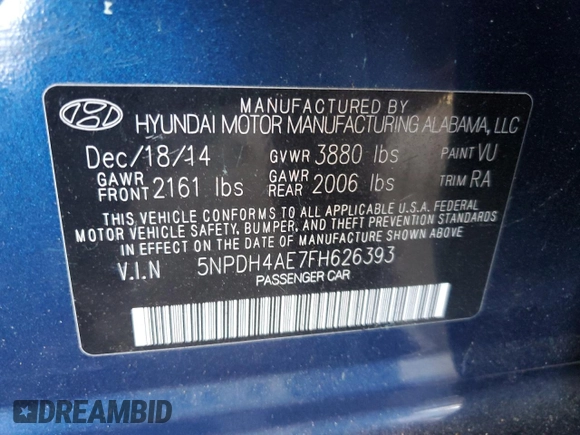 MANUFACTURED BY
HYUNDAI MOTOR MANUFACTURING ALABAMA, LLC
Dec/18/14 GVWR 3880 lbs PAINT VU
GAWR FRONT 2161 lbs GAWR REAR 2006 lbs TRIM RA
THIS VEHICLE CONFORMS TO ALL APPLICABLE U.S.A. FEDERAL
MOTOR VEHICLE SAFETY, BUMPER, AND THEFT PREVENTION STANDARDS
IN EFFECT ON THE DATE OF MANUFACTURE SHOWN ABOVE.
V.I.N 5NPDH4AE7FH626393
PASSENGER CAR
DREAMBID